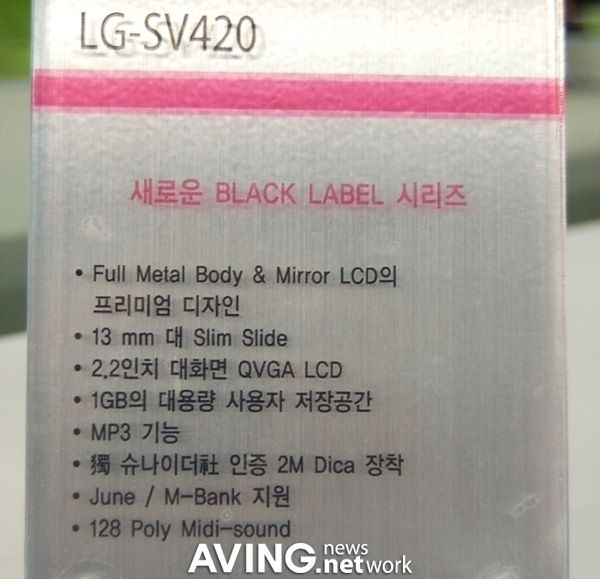 LG-SV420
새로운 BLACK LABEL 시리즈
• Full Metal Body & Mirror LCD의
프리미엄 디자인
• 13 mm 대 Slim Slide
• 2.2인치 대화면 QVGA LCD
• 1GB의 대용량 사용자 저장공간
• MP3 기능
• 獨 슈나이더社 인증 2M Dica 장착
• June / M-Bank 지원
• 128 Poly Midi-sound
AVING news .network